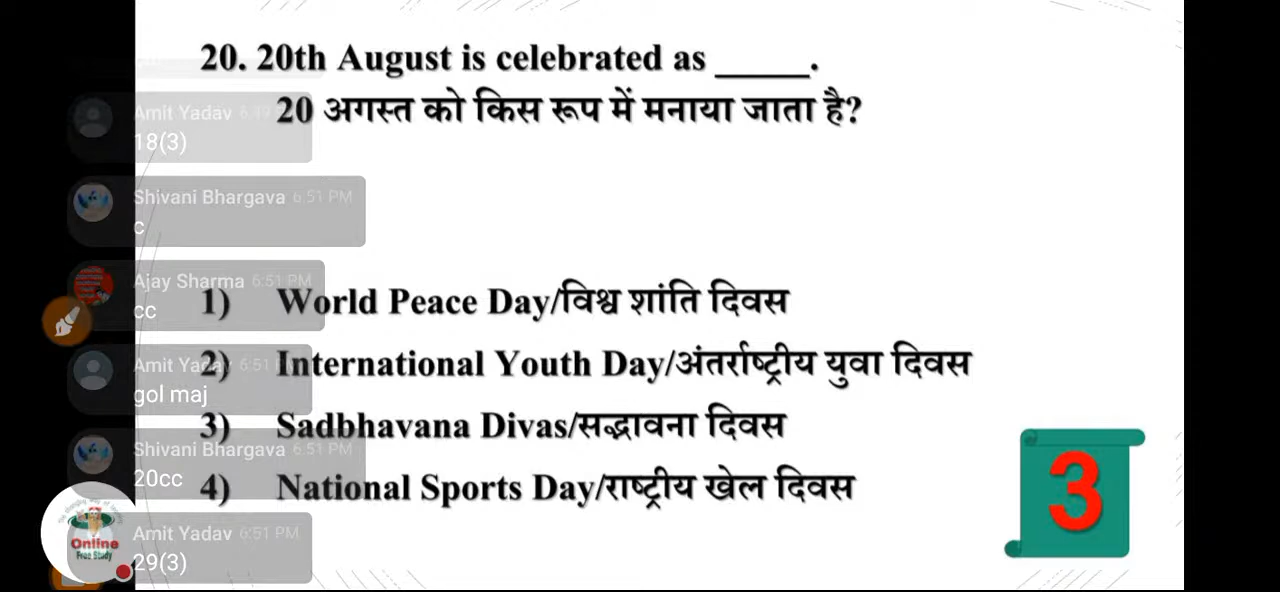 20. 20th August is celebrated as _____.
20 अगस्त को किस रूप में मनाया जाता है?
Amit Yadav 6:49
18(3)
Shivani Bhargava 6:51 PM
c
Ajay Sharma 6:51 PM
cc
1) World Peace Day/विश्व शांति दिवस
Amit Yadav 6:51 P
2) International Youth Day/अंतर्राष्ट्रीय युवा दिवस
gol maj
3) Sadbhavana Divas/सद्भावना दिवस
Shivani Bhargava 6:51 PM
20cc
4) National Sports Day/राष्ट्रीय खेल दिवस
3
Amit Yadav 6:51 PM
29(3)
Online
Free Study